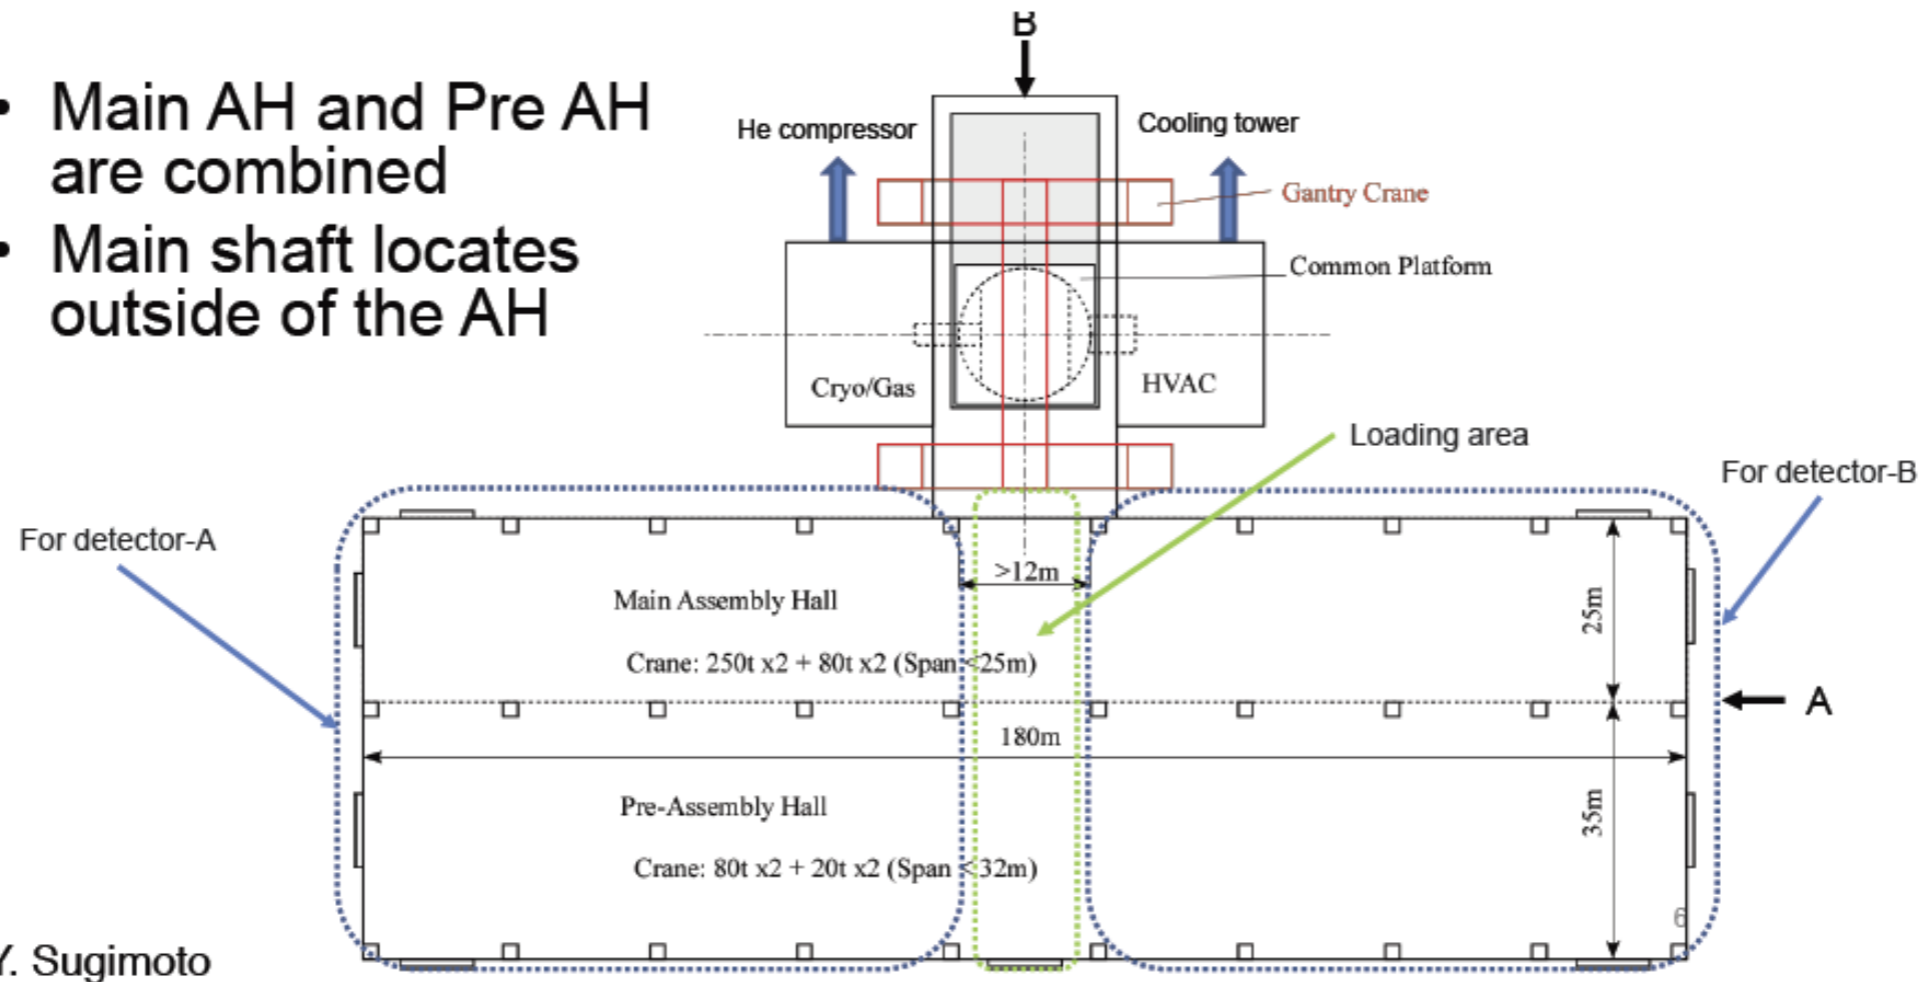 B
• Main AH and Pre AH
are combined
• Main shaft locates
outside of the AH
He compressor
Cooling tower
Gantry Crane
Common Platform
Cryo/Gas
HVAC
Loading area
For detector-B
For detector-A
>12m
Main Assembly Hall
25m
Crane: 250t x2 + 80t x2 (Span <25m)
A
180m
Pre-Assembly Hall
35m
Crane: 80t x2 + 20t x2 (Span < 32m)
6
Y. Sugimoto